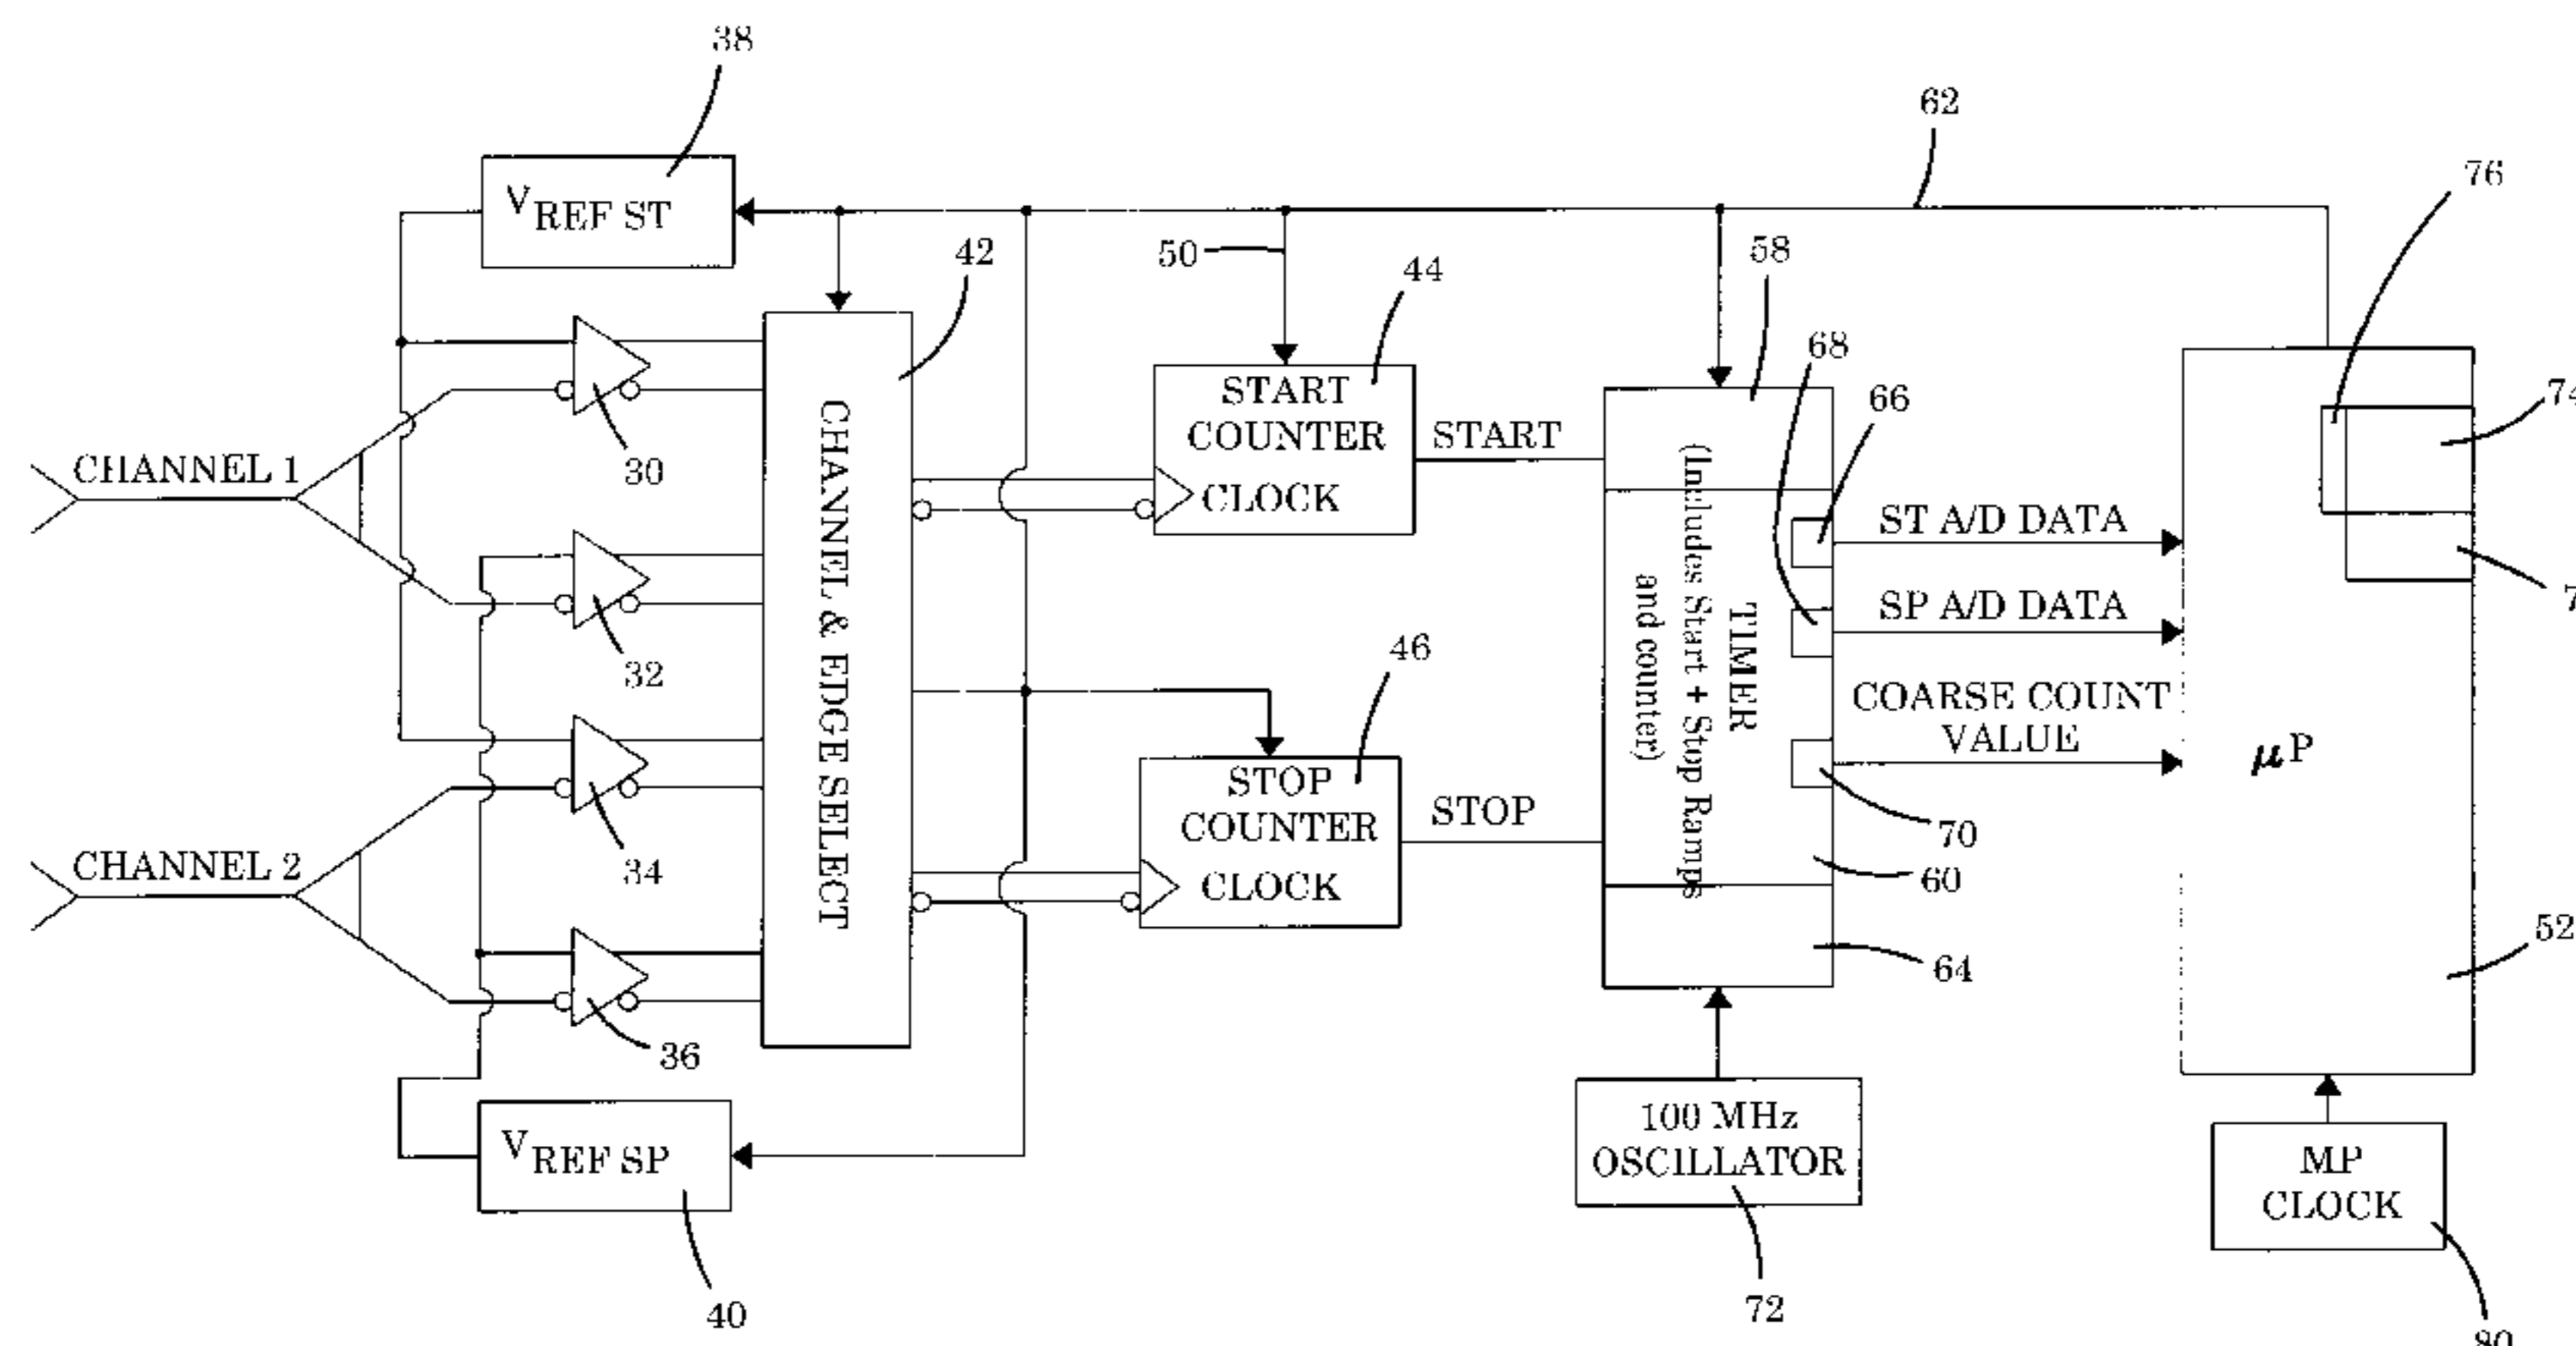 38
62
76
V REF ST
42
50
58
44
74
68
66
START
COUNTER
CLOCK
START
30
CHANNEL 1
CHANNEL & EDGE SELECT
TIMER
(Includes Start + Stop Ramps
and counter)
ST A/D DATA
SP A/D DATA
COARSE COUNT
VALUE
μP
32
46
STOP
COUNTER
CLOCK
STOP
70
60
34
CHANNEL 2
64
52
36
V REF SP
40
100 MHz
OSCILLATOR
72
MP
CLOCK
80